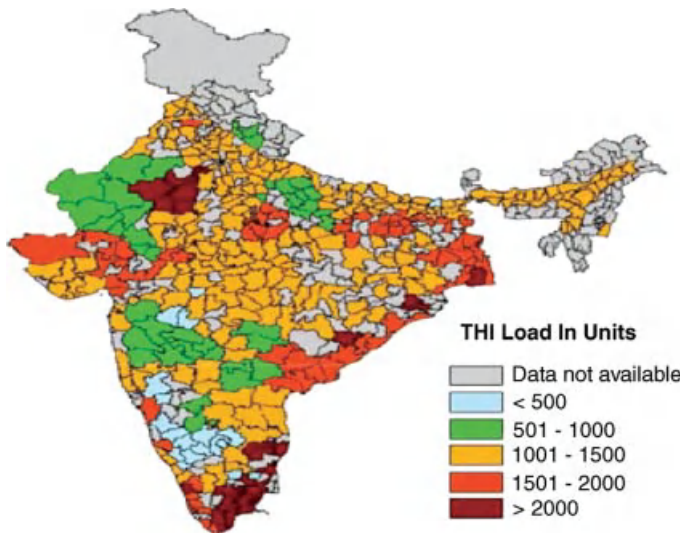 THI Load In Units
Data not available
< 500
501 - 1000
1001 - 1500
1501 - 2000
> 2000